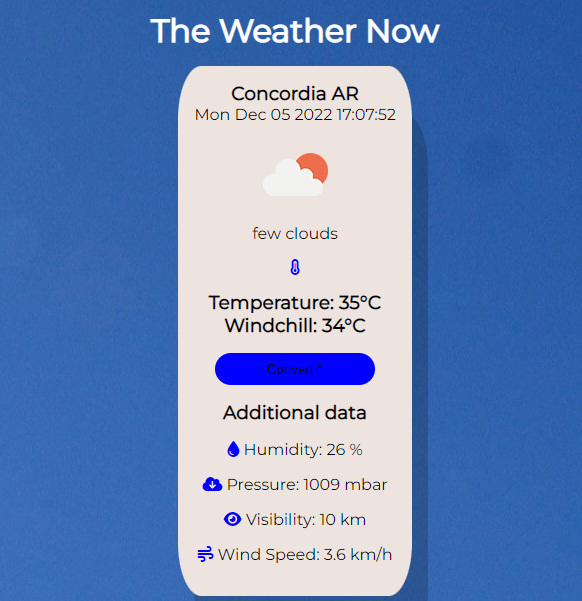 The Weather Now
Concordia AR
Mon Dec 05 2022 17:07:52
few clouds
Temperature: 35°C
Windchill: 34°C
Convert °
Additional data
Humidity: 26 %
Pressure: 1009 mbar
Visibility: 10 km
Wind Speed: 3.6 km/h